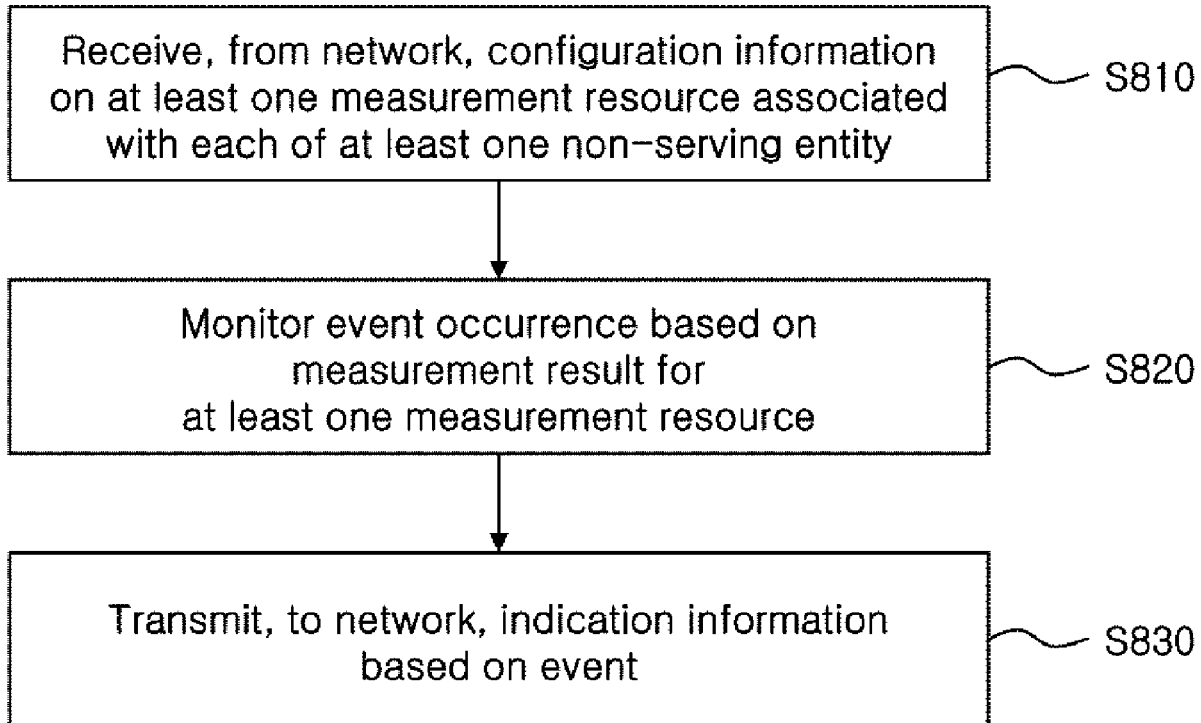 Receive, from network, configuration information
on at least one measurement resource associated
with each of at least one non-serving entity
S810
Monitor event occurrence based on
measurement result for
at least one measurement resource
S820
Transmit, to network, indication information
based on event
S830